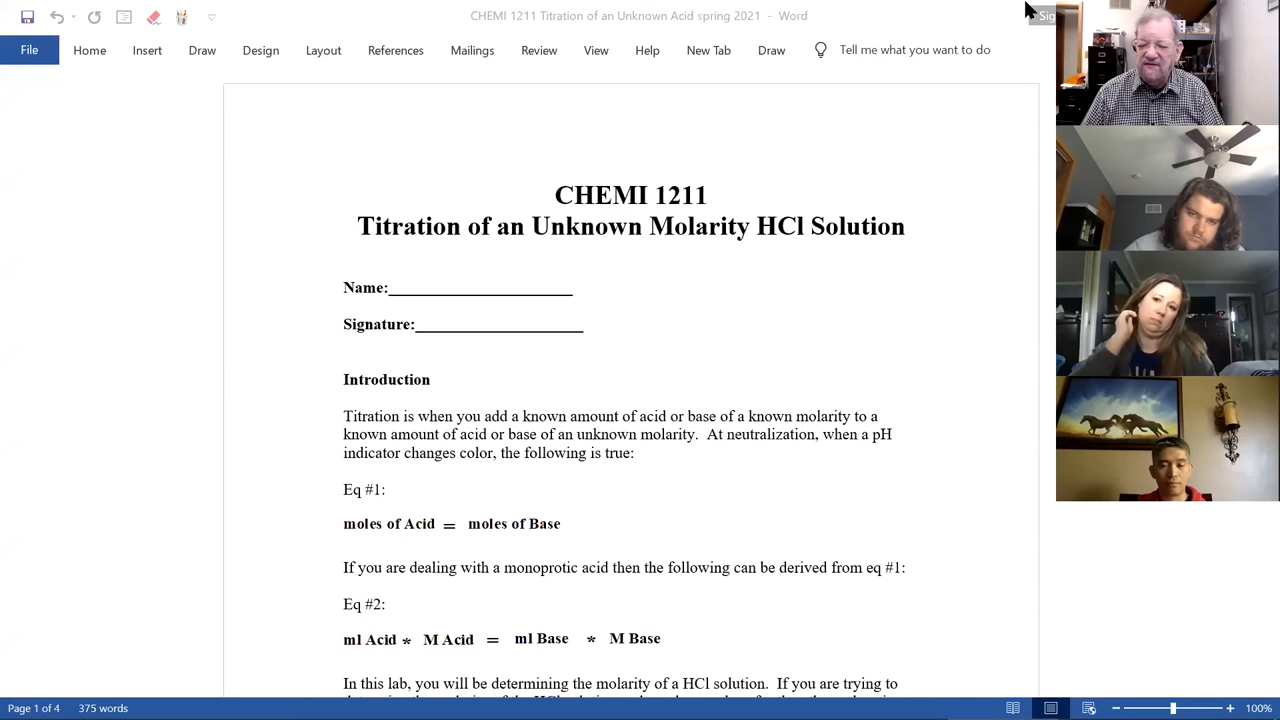 CHEMI 1211 Titration of an Unknown Acid spring 2021 - Word
Sig
File Home Insert Draw Design Layout References Mailings Review View Help New Tab Draw Tell me what you want to do
CHEMI 1211
Titration of an Unknown Molarity HCl Solution
Name:
Signature:
Introduction
Titration is when you add a known amount of acid or base of a known molarity to a
known amount of acid or base of an unknown molarity. At neutralization, when a pH
indicator changes color, the following is true:
Eq #1:
moles of Acid = moles of Base
If you are dealing with a monoprotic acid then the following can be derived from eq #1:
Eq #2:
ml Acid * M Acid = ml Base * M Base
In this lab, you will be determining the molarity of a HCl solution. If you are trying to
Page 1 of 4 375 words 100%